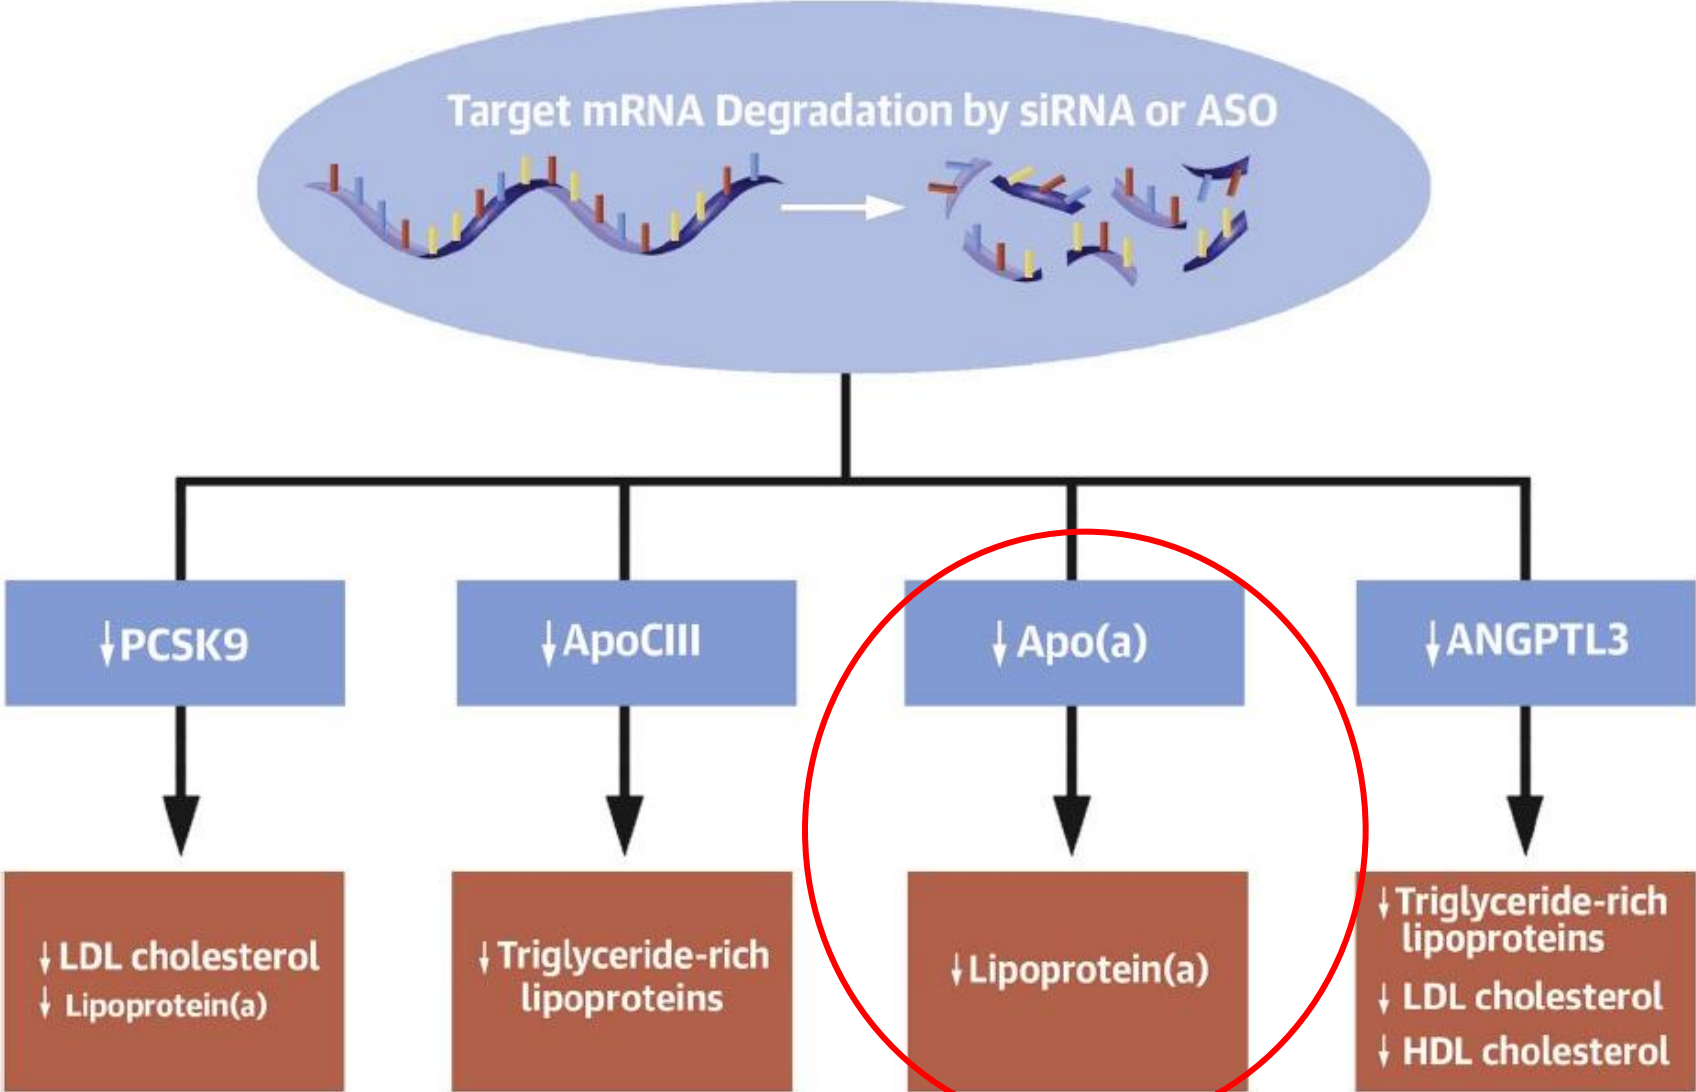 Target mRNA Degradation by siRNA or ASO
↓PCSK9
↓ApoCIII
↓Apo(a)
↓ANGPTL3
↓LDL cholesterol
↓Lipoprotein(a)
↓Triglyceride-rich
lipoproteins
↓Lipoprotein(a)
↓Triglyceride-rich
lipoproteins
↓LDL cholesterol
↓HDL cholesterol